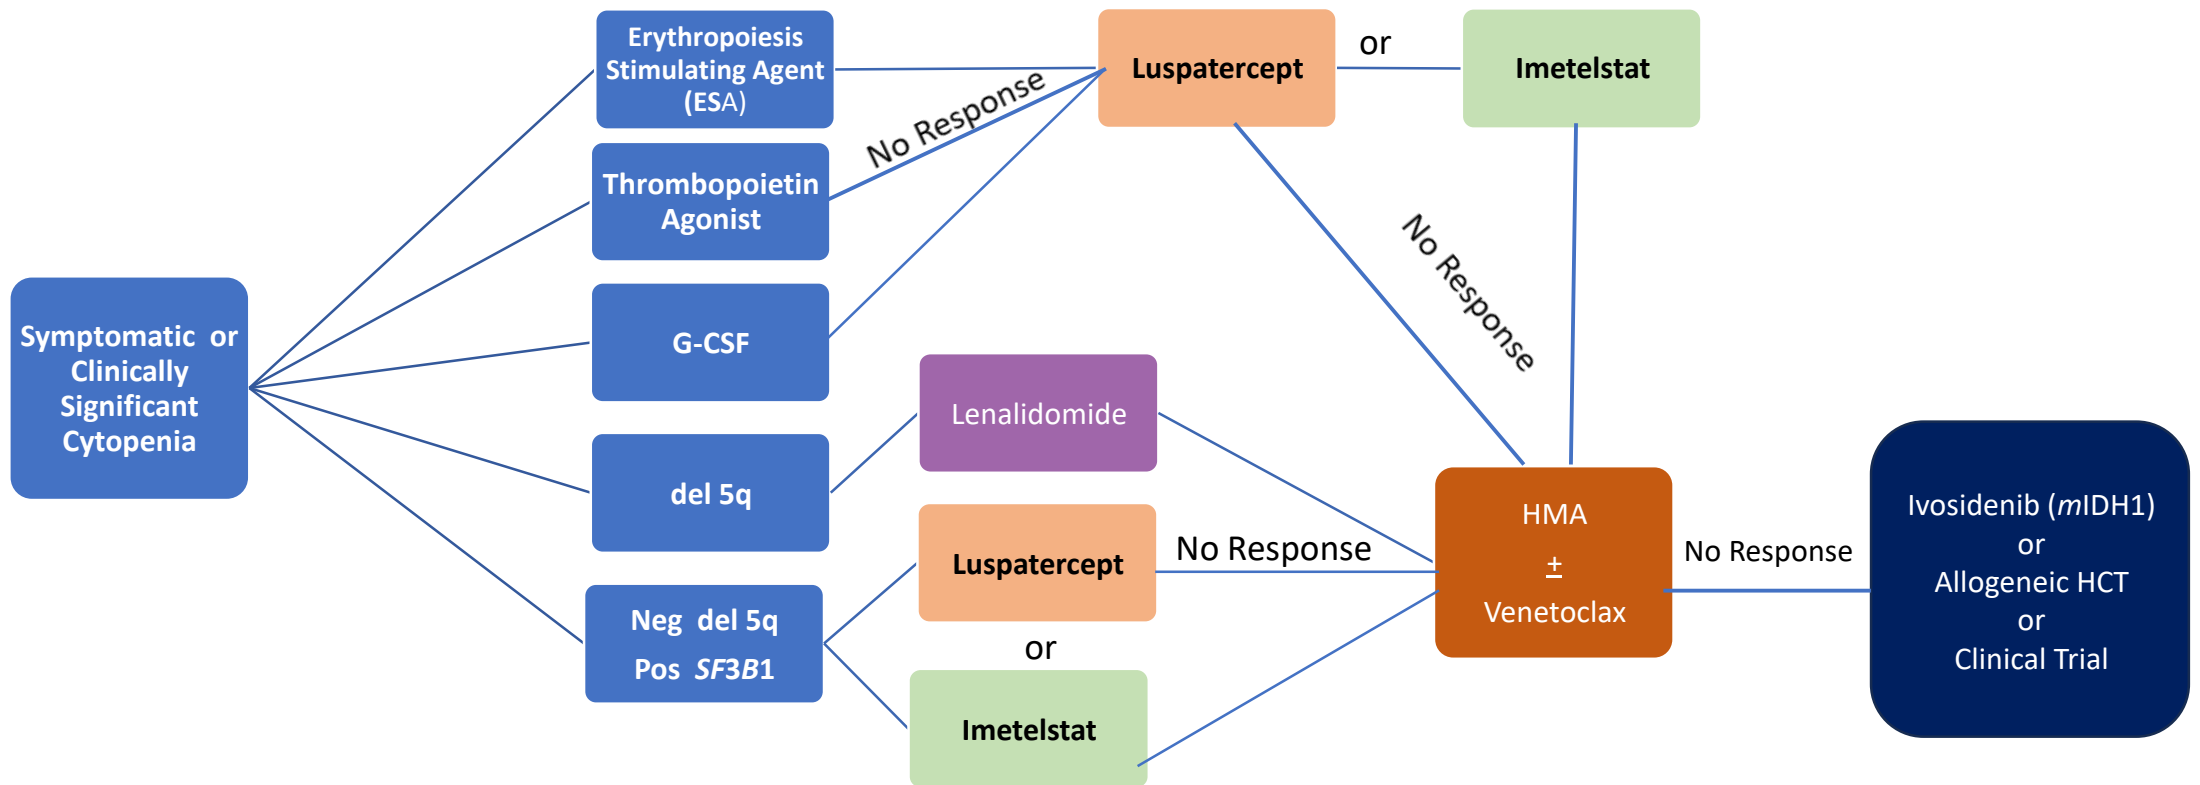 Symptomatic or
Clinically
Significant
Cytopenia
Erythropoiesis
Stimulating Agent
(ESA)
Thrombopoietin
Agonist
G-CSF
del 5q
Neg del 5q
Pos SF3B1
No Response
Luspatercept
or
Imetelstat
No Response
Lenalidomide
Luspatercept
No Response
or
Imetelstat
HMA
±
Venetoclax
No Response
Ivosidenib (mIDH1)
or
Allogeneic HCT
or
Clinical Trial